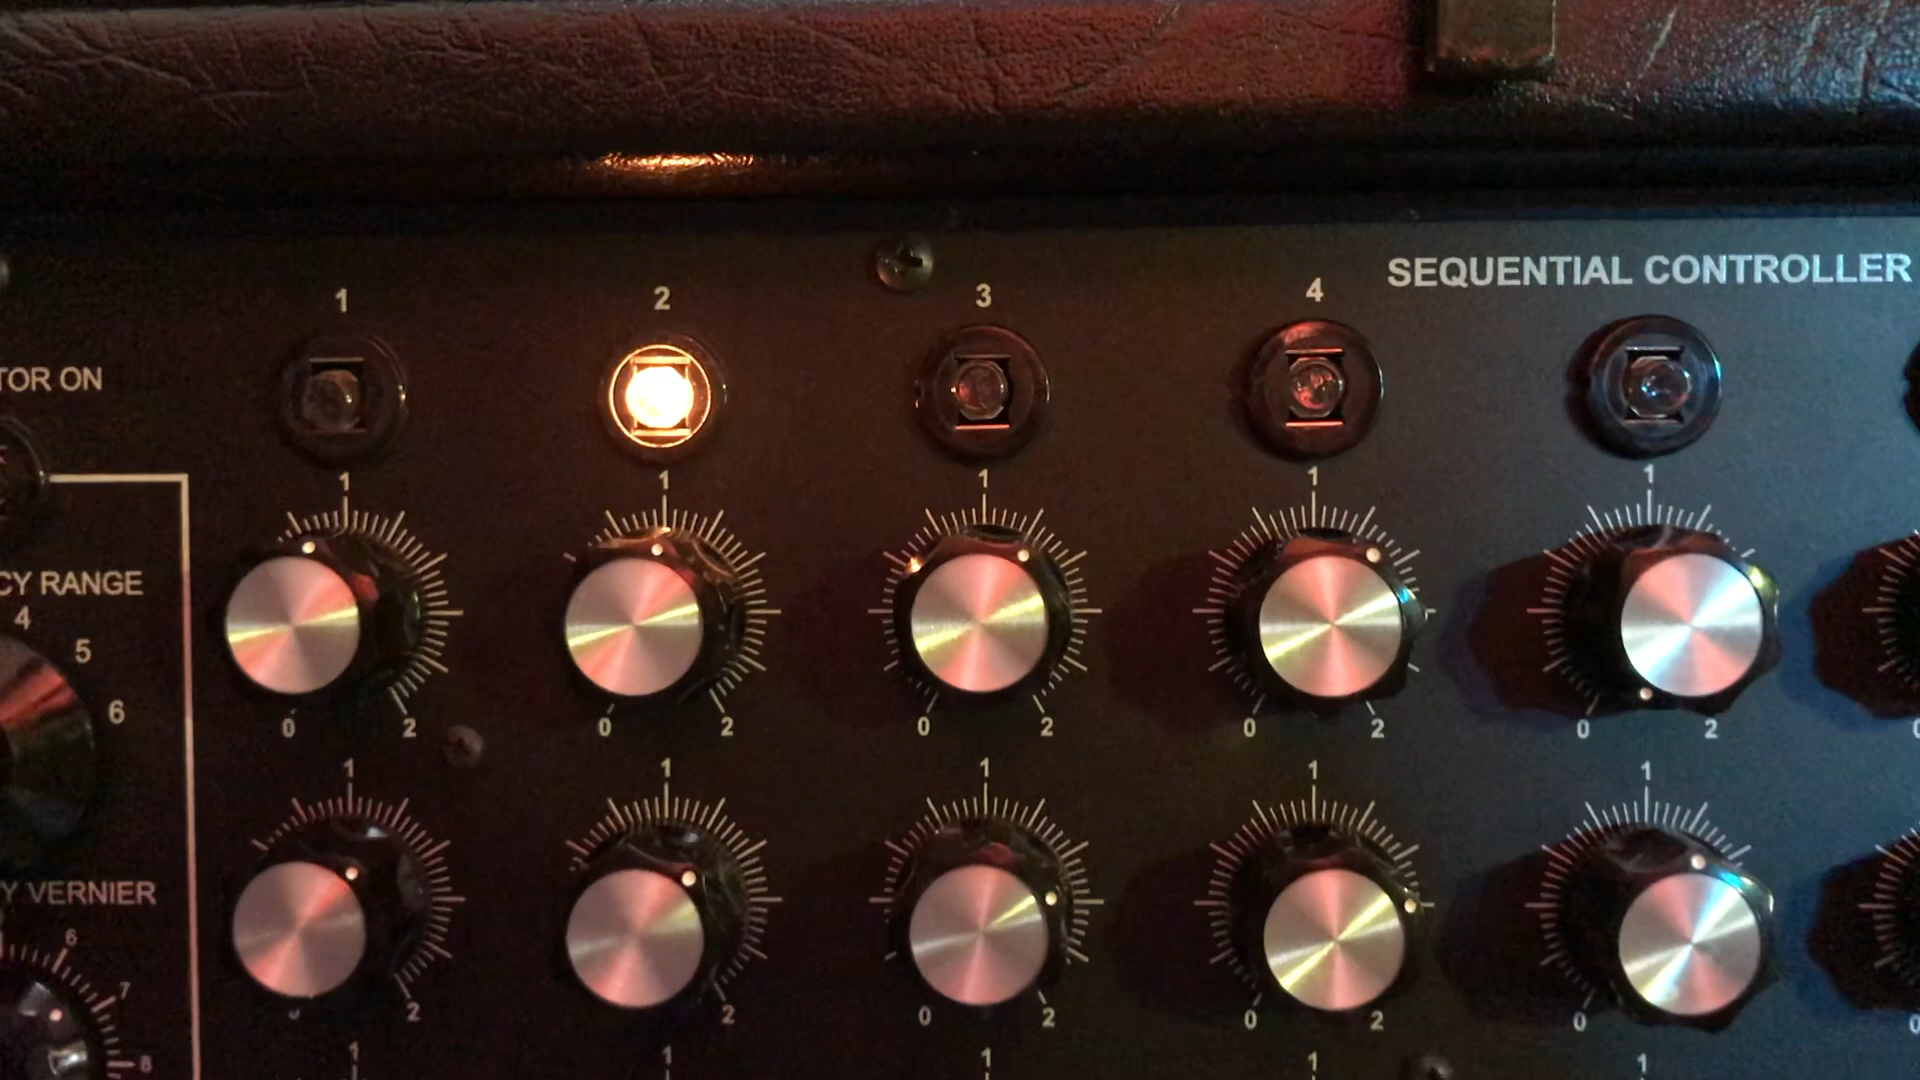 SEQUENTIAL CONTROLLER
1 2 3 4
TOR ON
1 1 1 1 1
CY RANGE
4
5
6
0 2 0 2 0 2 0 2 0 2
1 1 1 1 1
Y VERNIER
6
7
8
2 2 0 2 0 2 0
1 1 1 1 1